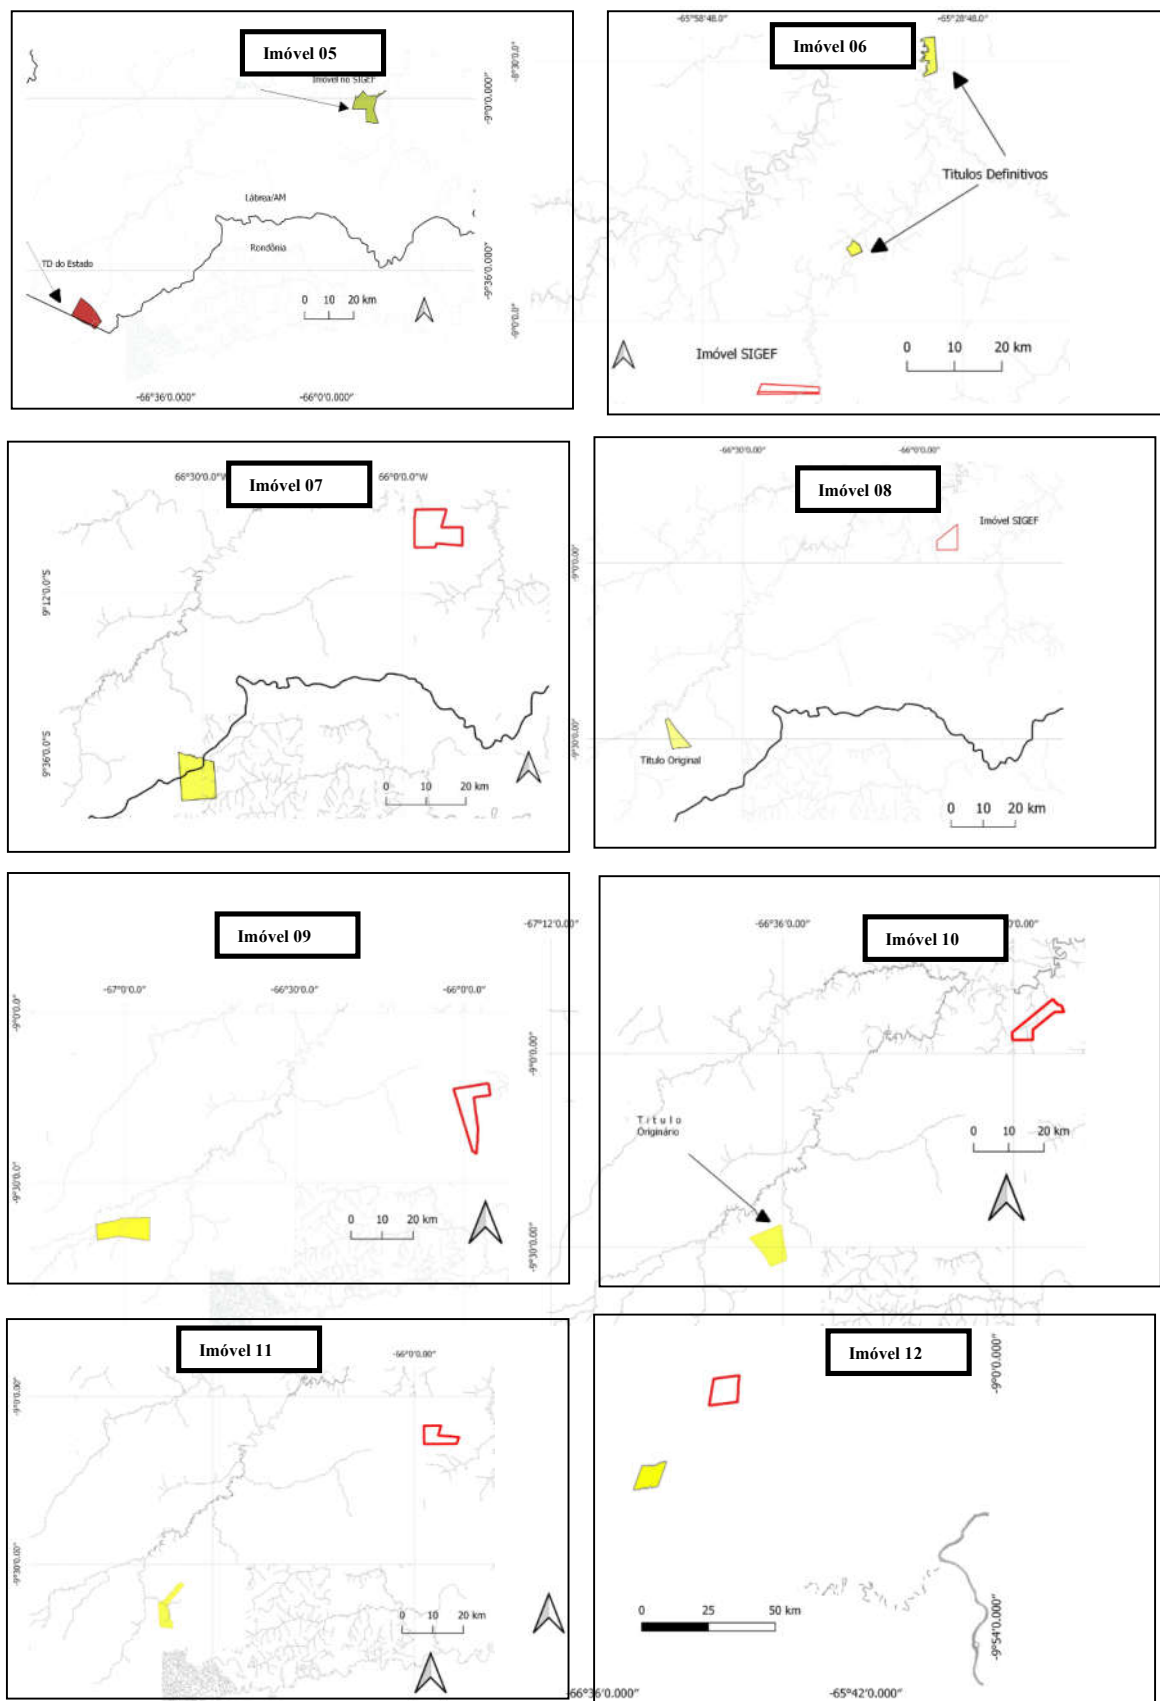 Imóvel 05
Imóvel no SIGEF
-9°0'0.000"
Lábrea/AM
Rondônia
TD do Estado
-9°36'0.000"
0 10 20 km
-66°36'0.000"
-66°0'0.000"
-65°58'48.0"
-65°28'48.0"
Imóvel 06
-8°30'0.0"
Titulos Definitivos
-9°0'0.0"
Imóvel SIGEF
0 10 20 km
66°30'0.0"W
66°0'0.0"W
Imóvel 07
9°12'0.0"S
9°36'0.0"S
0 10 20 km
-66°30'0.00"
-66°0'0.00"
Imóvel 08
Imóvel SIGEF
-9°0'0.00"
-9°30'0.00"
Titulo Original
0 10 20 km
Imóvel 09
-67°12'0.00"
-67°0'0.0"
-66°30'0.0"
-66°0'0.0"
-9°0'0.0"
-9°0'0.00"
-9°30'0.0"
0 10 20 km
-9°30'0.00"
-66°36'0.00"
0'0.00"
Imóvel 10
Titulo
Originário
0 10 20 km
Imóvel 11
-66°0'0.00"
-9°0'0.00"
-9°30'0.00"
0 10 20 km
Imóvel 12
-9°0'0.000"
0 25 50 km
-9°54'0.000"
-66°36'0.000"
-65°42'0.000"